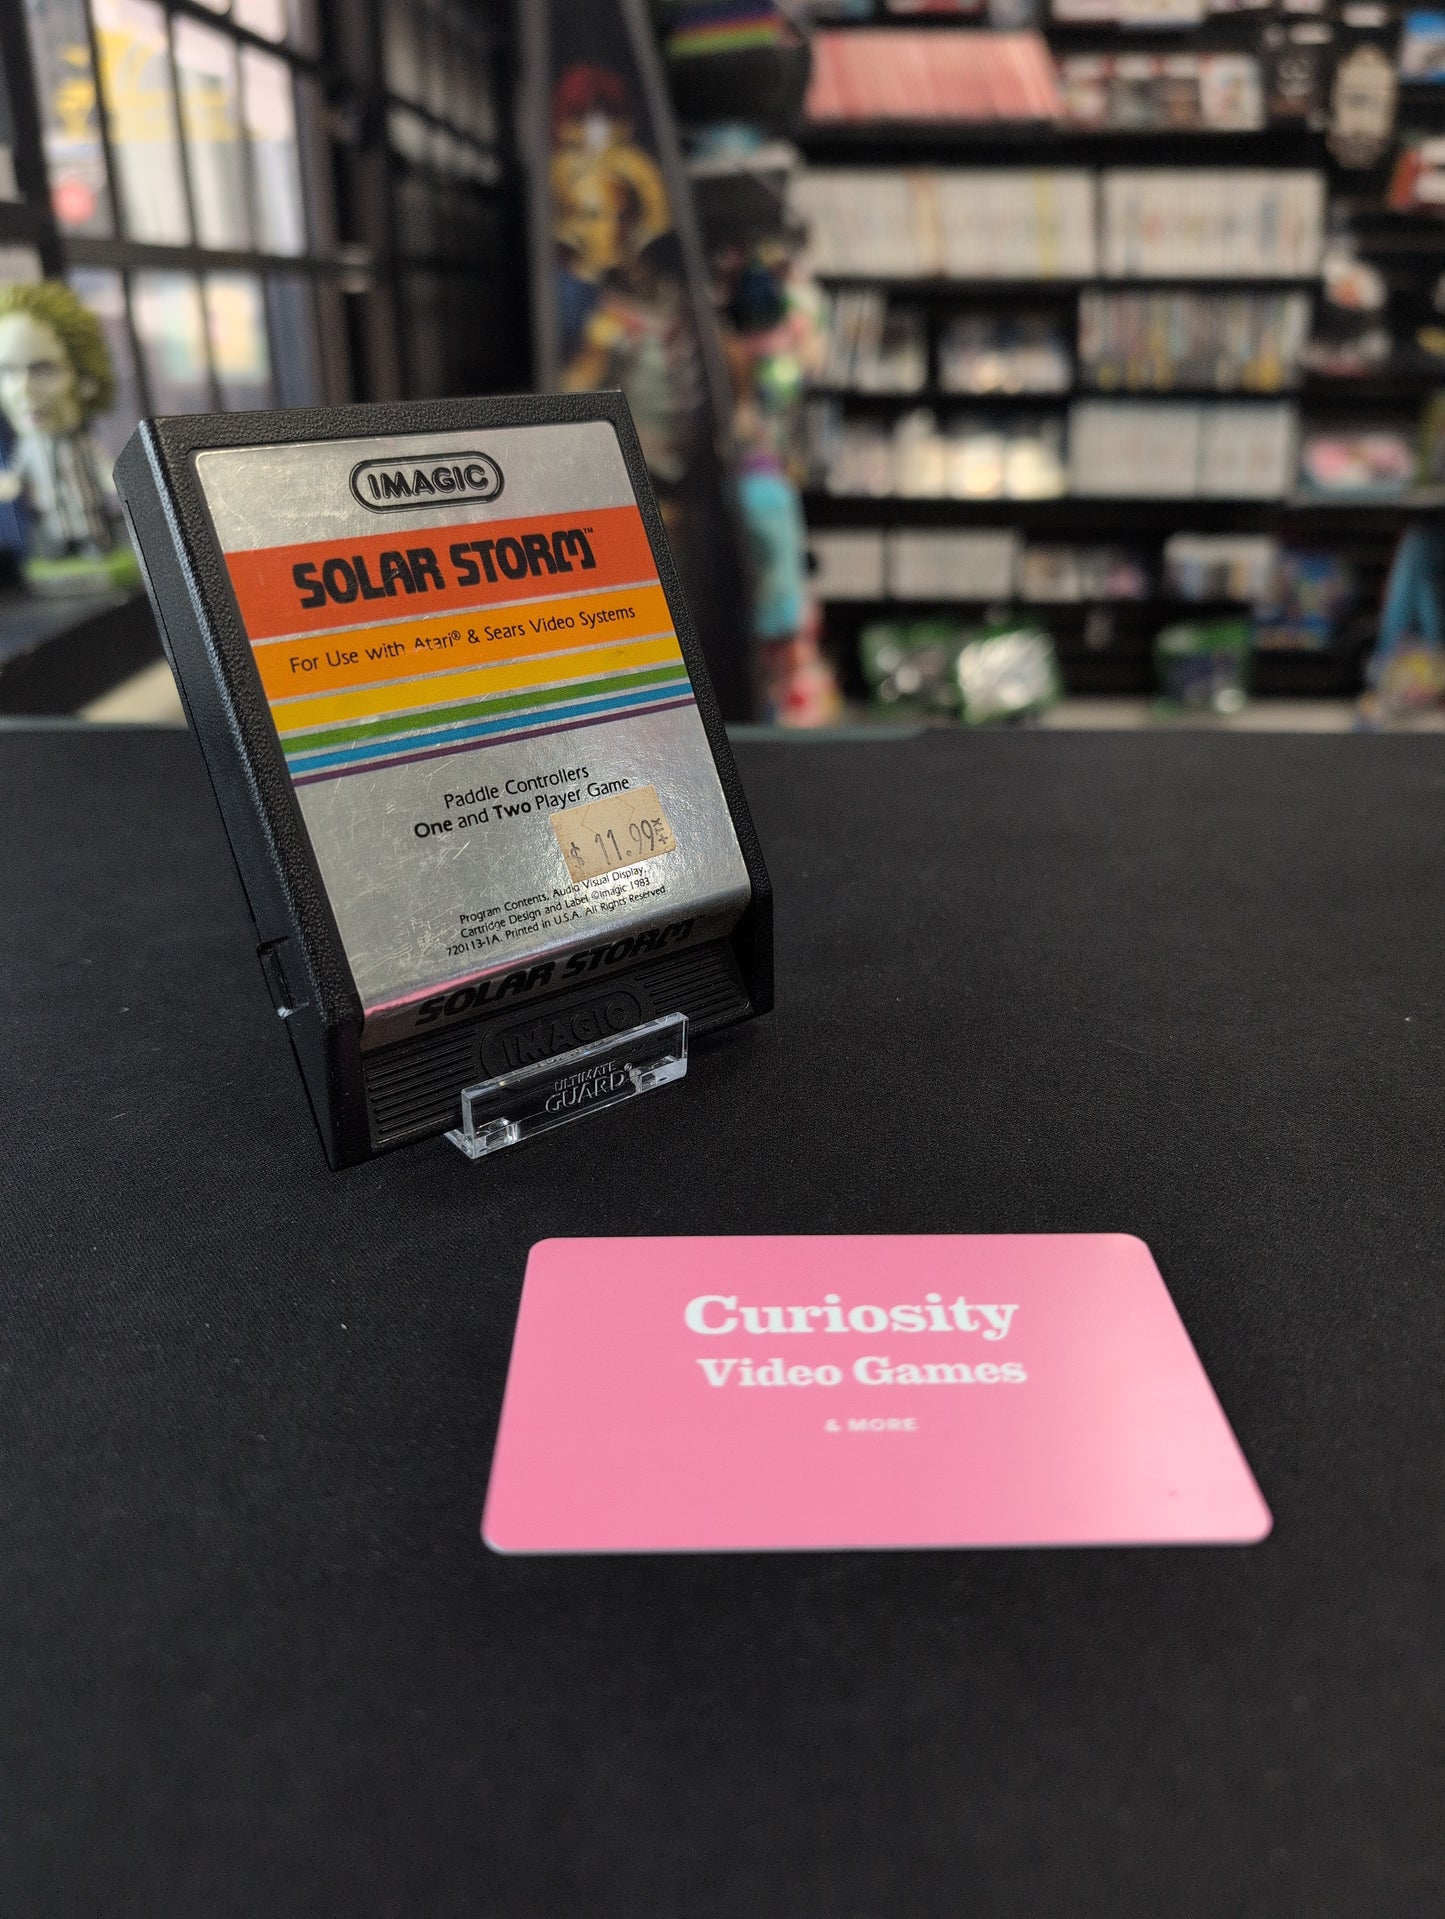 IMAGIC
SOLAR STORM™
For Use with Atari® & Sears Video Systems
Paddle Controllers
One and Two Player Game
$ 11.99
Program Contents, Audio Visual Display,
Cartridge Design and Label ©Imagic 1983
720113-1A. Printed in U.S.A. All Rights Reserved
SOLAR STORM
IMAGIC
ULTIMATE
GUARD®
Curiosity
Video Games
& MORE